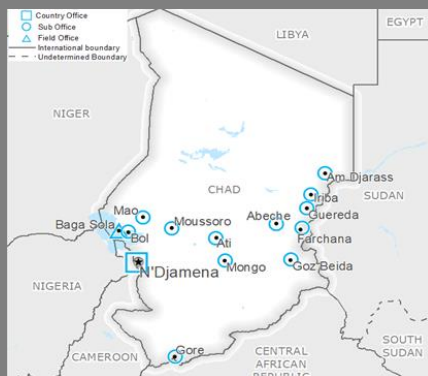 Country Office
Sub Office
Field Office
International boundary
Undetermined Boundary
LIBYA
EGYPT
NIGER
CHAD
SUDAN
Am Djarass
Iriba
Guereda
Mao
Baga Sola
Bol
Moussoro
Abeche
Farchana
Ati
N'Djamena
Mongo
Goz Beida
NIGERIA
Gore
CAMEROON
CENTRAL
AFRICAN
REPUBLIC
SOUTH
SUDAN